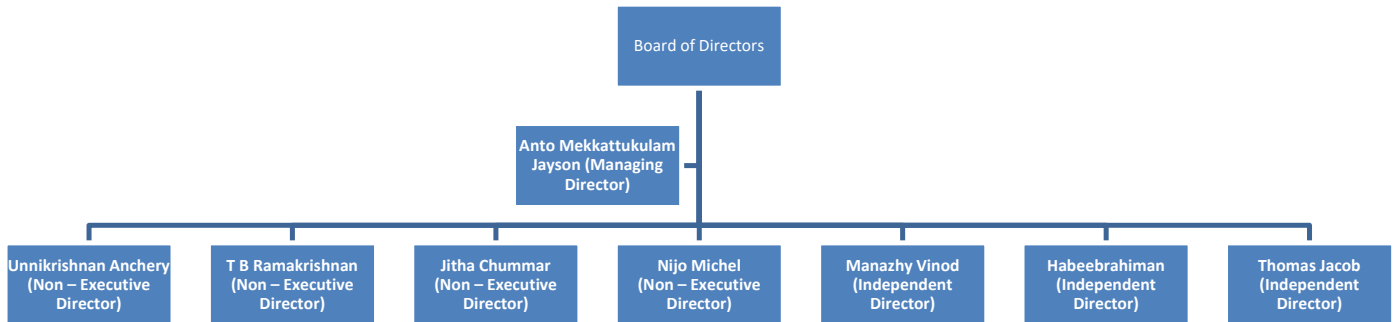 Board of Directors
Anto Mekkattukulam
Jayson (Managing
Director)
Unnikrishnan Anchery
(Non – Executive
Director)
T B Ramakrishnan
(Non – Executive
Director)
Jitha Chummar
(Non – Executive
Director)
Nijo Michel
(Non – Executive
Director)
Manazhy Vinod
(Independent
Director)
Habeebrahiman
(Independent
Director)
Thomas Jacob
(Independent
Director)